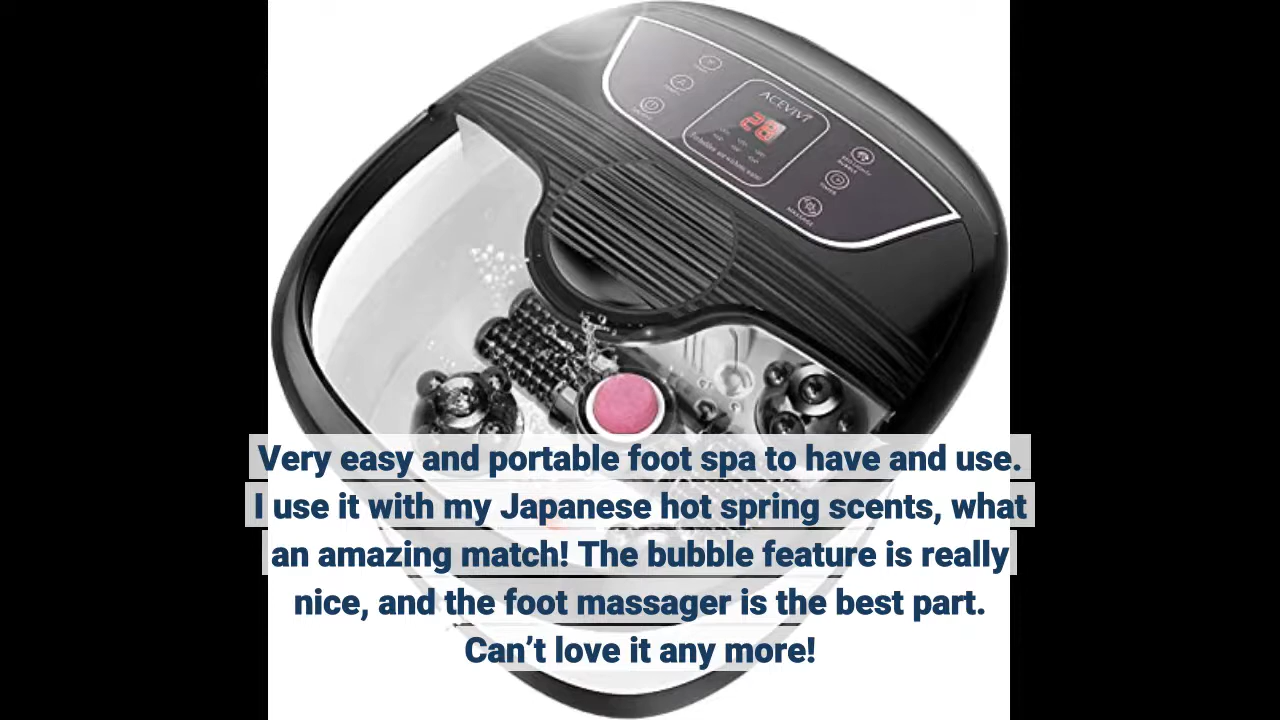 ACEVIVI
28
Very easy and portable foot spa to have and use.
I use it with my Japanese hot spring scents, what
an amazing match! The bubble feature is really
nice, and the foot massager is the best part.
Can’t love it any more!